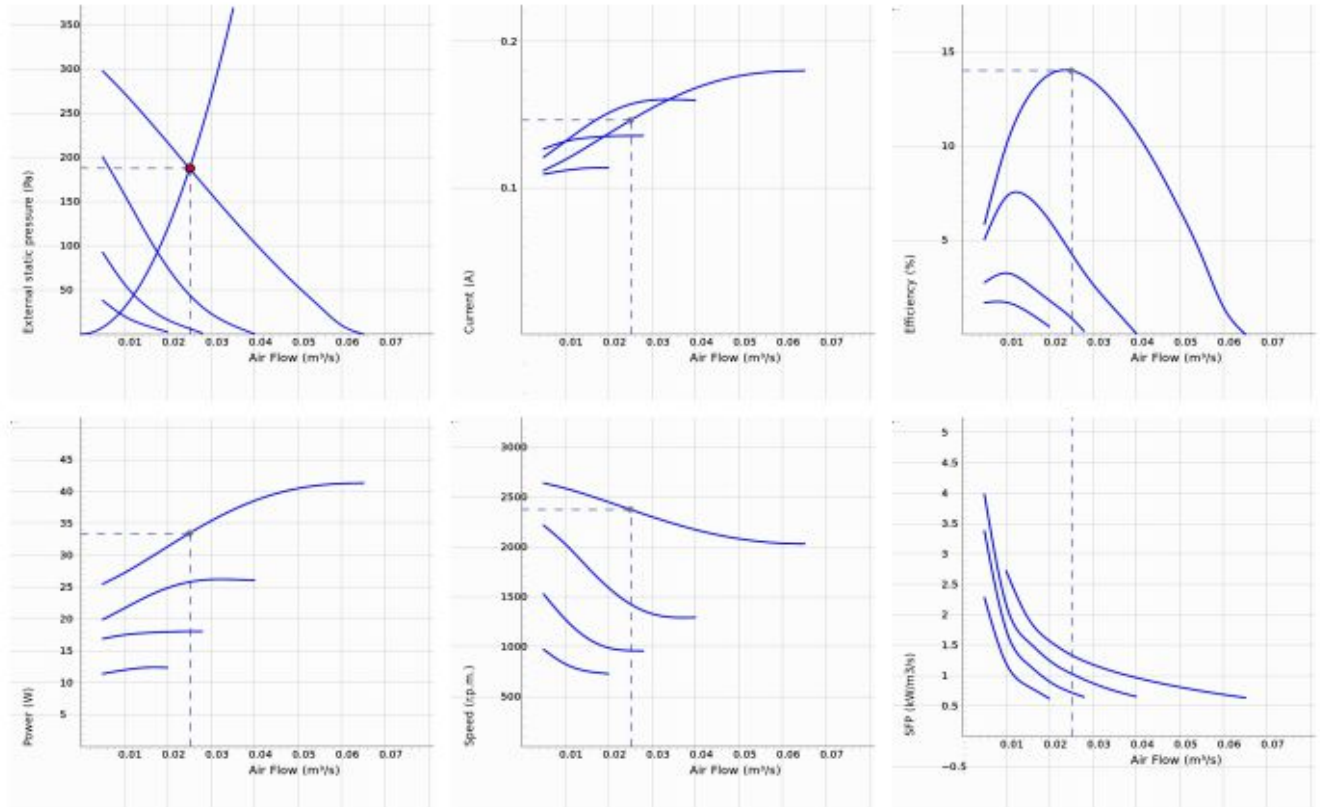 350
300
250
200
150
100
50
External static pressure (Pa)
0.01 0.02 0.03 0.04 0.05 0.06 0.07
Air Flow (m³/s)
0.2
0.1
Current (A)
0.01 0.02 0.03 0.04 0.05 0.06 0.07
Air Flow (m³/s)
15
10
5
Efficiency (%)
0.01 0.02 0.03 0.04 0.05 0.06 0.07
Air Flow (m³/s)
45
40
35
30
25
20
15
10
5
Power (W)
0.01 0.02 0.03 0.04 0.05 0.06 0.07
Air Flow (m³/s)
3000
2500
2000
1500
1000
500
Speed (r.p.m.)
0.01 0.02 0.03 0.04 0.05 0.06 0.07
Air Flow (m³/s)
5
4.5
4
3.5
3
2.5
2
1.5
1
0.5
−0.5
SFP (kW/m3/s)
0.01 0.02 0.03 0.04 0.05 0.06 0.07
Air Flow (m³/s)